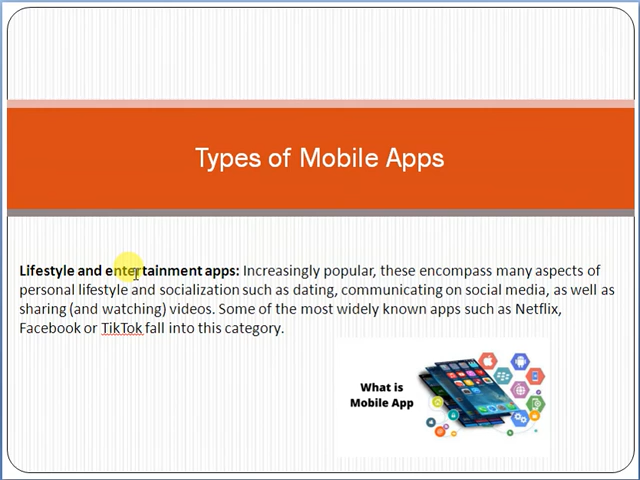 Types of Mobile Apps
Lifestyle and entertainment apps: Increasingly popular, these encompass many aspects of
personal lifestyle and socialization such as dating, communicating on social media, as well as
sharing (and watching) videos. Some of the most widely known apps such as Netflix,
Facebook or TikTok fall into this category.
What is
Mobile App